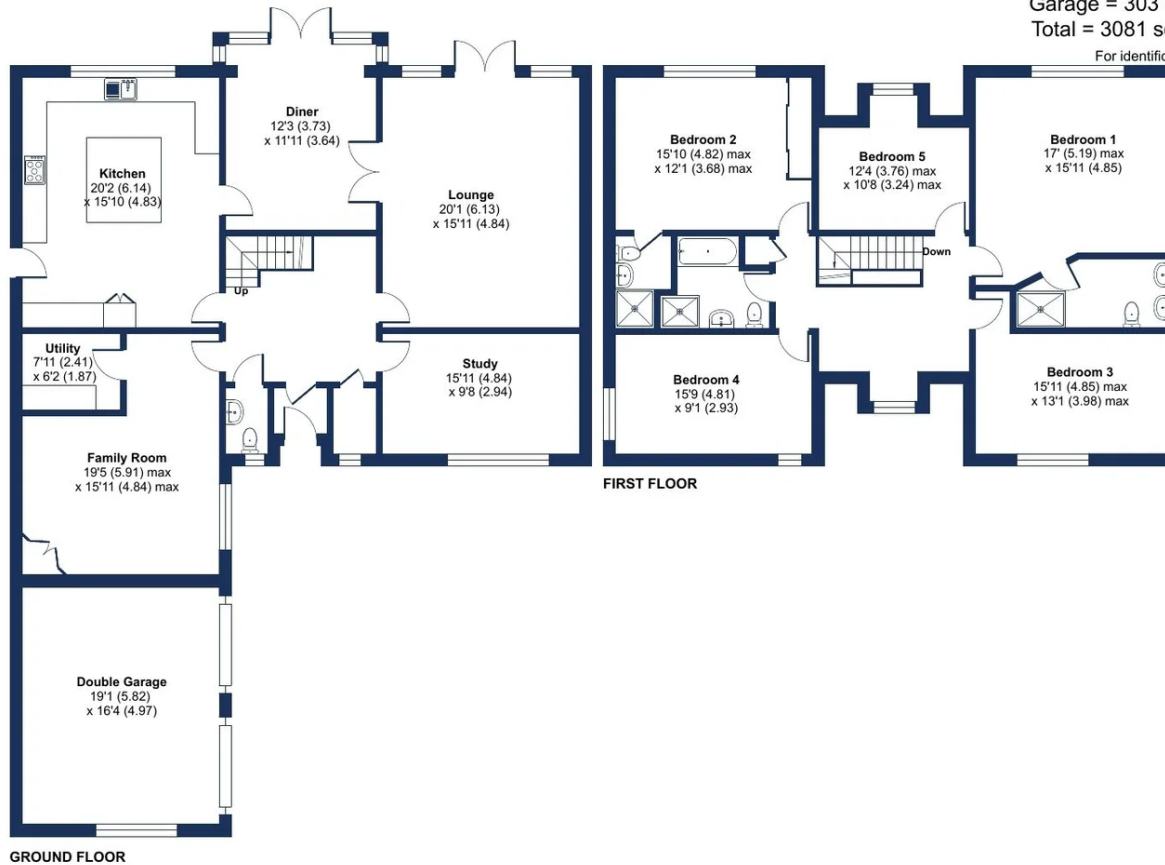 Garage = 303
Total = 3081
For
Diner
12'3 (3.73)
x 11'11 (3.64)
Kitchen
20'2 (6.14)
x 15'10 (4.83)
Lounge
20'1 (6.13)
x 15'11 (4.84)
Up
Utility
7'11 (2.41)
x 6'2 (1.87)
Study
15'11 (4.84)
x 9'8 (2.94)
Family Room
19'5 (5.91) max
x 15'11 (4.84) max
Double Garage
19'1 (5.82)
x 16'4 (4.97)
GROUND FLOOR
Bedroom 2
15'10 (4.82) max
x 12'1 (3.68) max
Bedroom 5
12'4 (3.76) max
x 10'8 (3.24) max
Bedroom 1
17' (5.19) max
x 15'11 (4.85)
Down
Bedroom 4
15'9 (4.81)
x 9'1 (2.93)
Bedroom 3
15'11 (4.85) max
x 13'1 (3.98) max
FIRST FLOOR